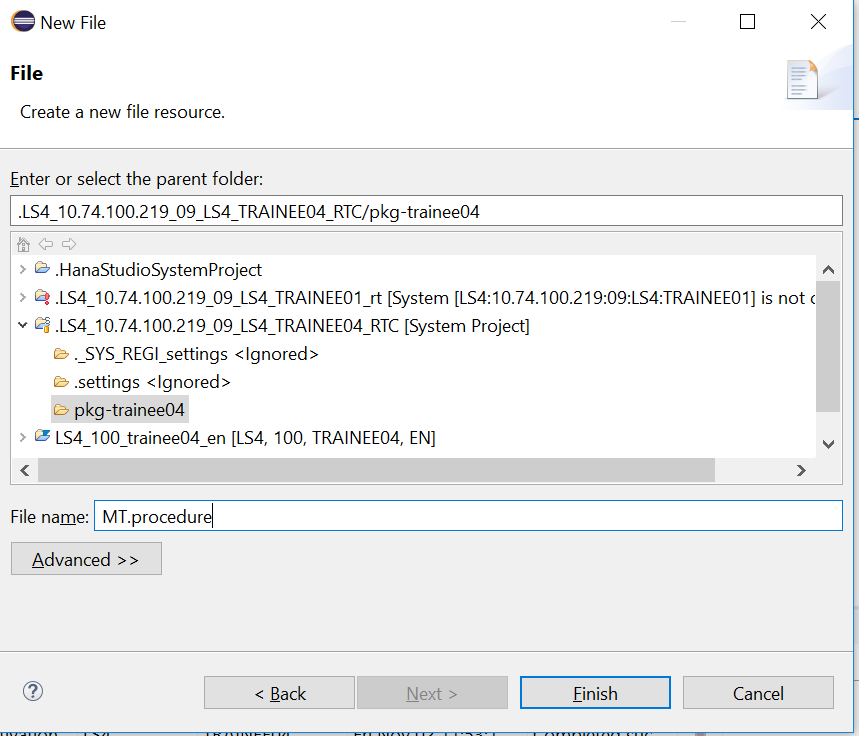 New File
File
Create a new file resource.
Enter or select the parent folder:
.LS4_10.74.100.219_09_LS4_TRAINEE04_RTC/pkg-trainee04
.HanaStudioSystemProject
.LS4_10.74.100.219_09_LS4_TRAINEE01_rt [System [LS4:10.74.100.219:09:LS4:TRAINEE01] is not
.LS4_10.74.100.219_09_LS4_TRAINEE04_RTC [System Project]
._SYS_REGI_settings <Ignored>
.settings <Ignored>
pkg-trainee04
LS4_100_trainee04_en [LS4, 100, TRAINEE04, EN]
File name: MT.procedure
Advanced >>
< Back Next > Finish Cancel